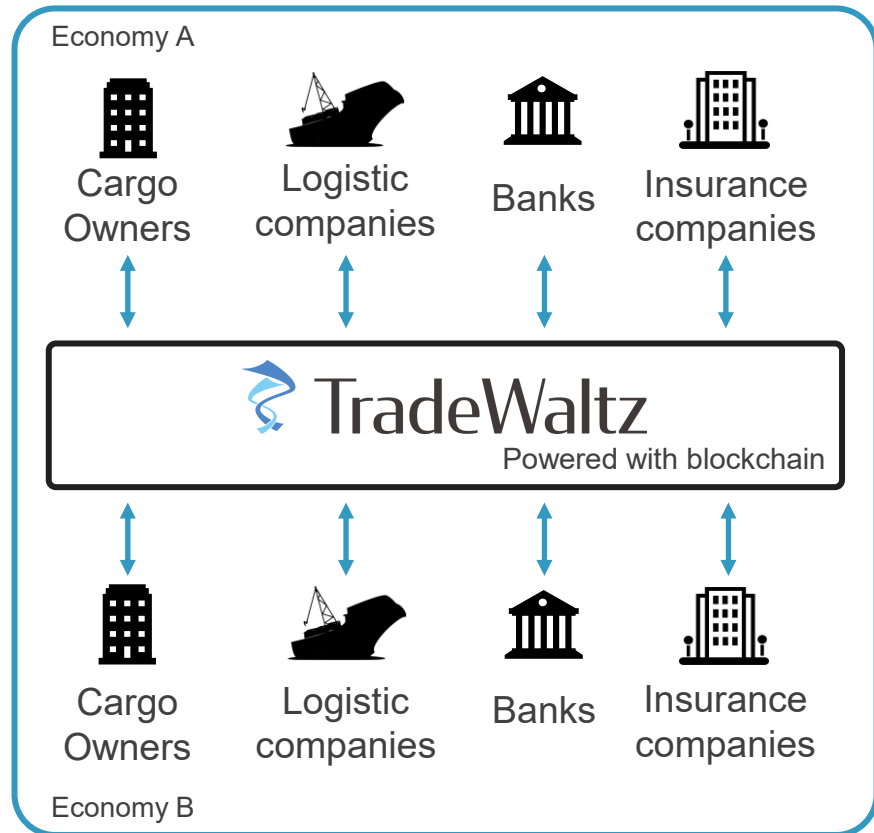 Economy A
Cargo
Owners
Logistic
companies
Banks
Insurance
companies
TradeWaltz
Powered with blockchain
Cargo
Owners
Logistic
companies
Banks
Insurance
companies
Economy B